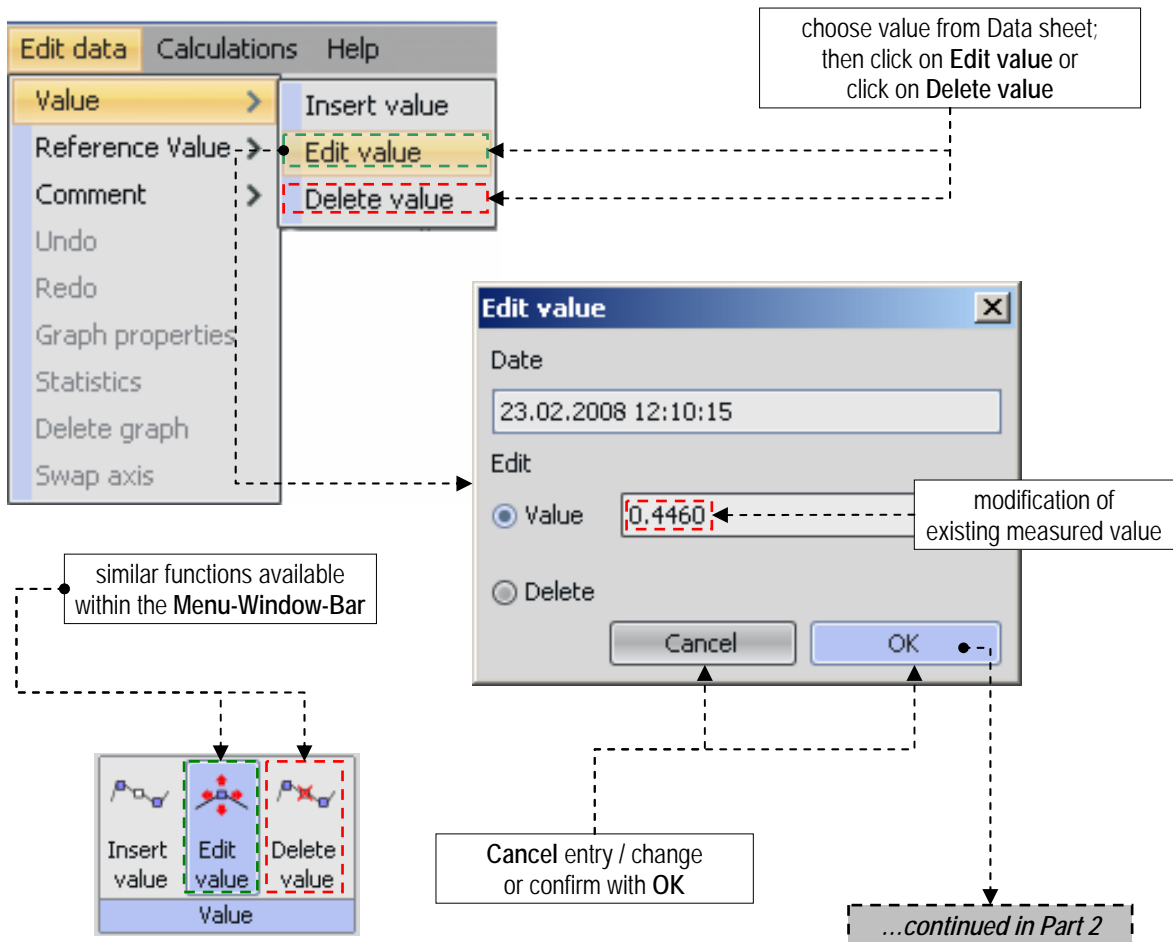 Edit data Calculations Help
Value
Reference Value
Comment
Undo
Redo
Graph properties
Statistics
Delete graph
Swap axis
Insert value
Edit value
Delete value
choose value from Data sheet;
then click on Edit value or
click on Delete value
Edit value
Date
23.02.2008 12:10:15
Edit
Value 0.4460
modification of
existing measured value
Delete
Cancel OK
similar functions available
within the Menu-Window-Bar
Insert
value
Edit
value
Delete
value
Value
Cancel entry / change
or confirm with OK
...continued in Part 2